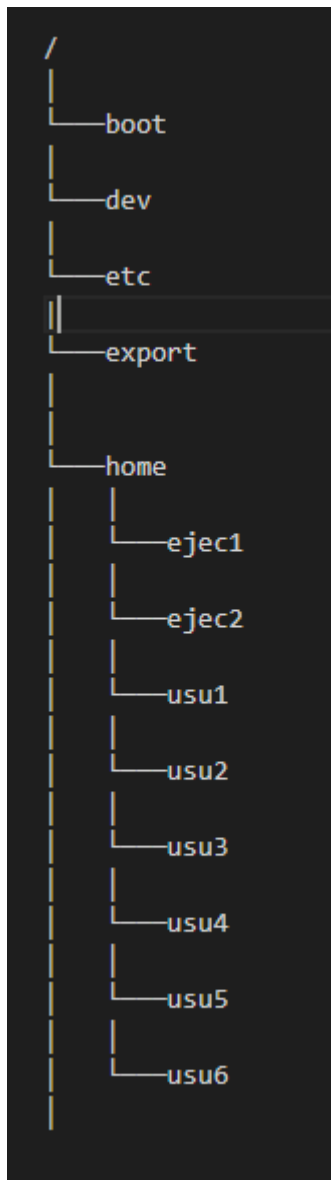 /
│
└───boot
│
└───dev
│
└───etc
│
└───export
│
│
└───home
│   │
│   └───ejec1
│   │
│   └───ejec2
│   │
│   └───usu1
│   │
│   └───usu2
│   │
│   └───usu3
│   │
│   └───usu4
│   │
│   └───usu5
│   │
│   └───usu6
│